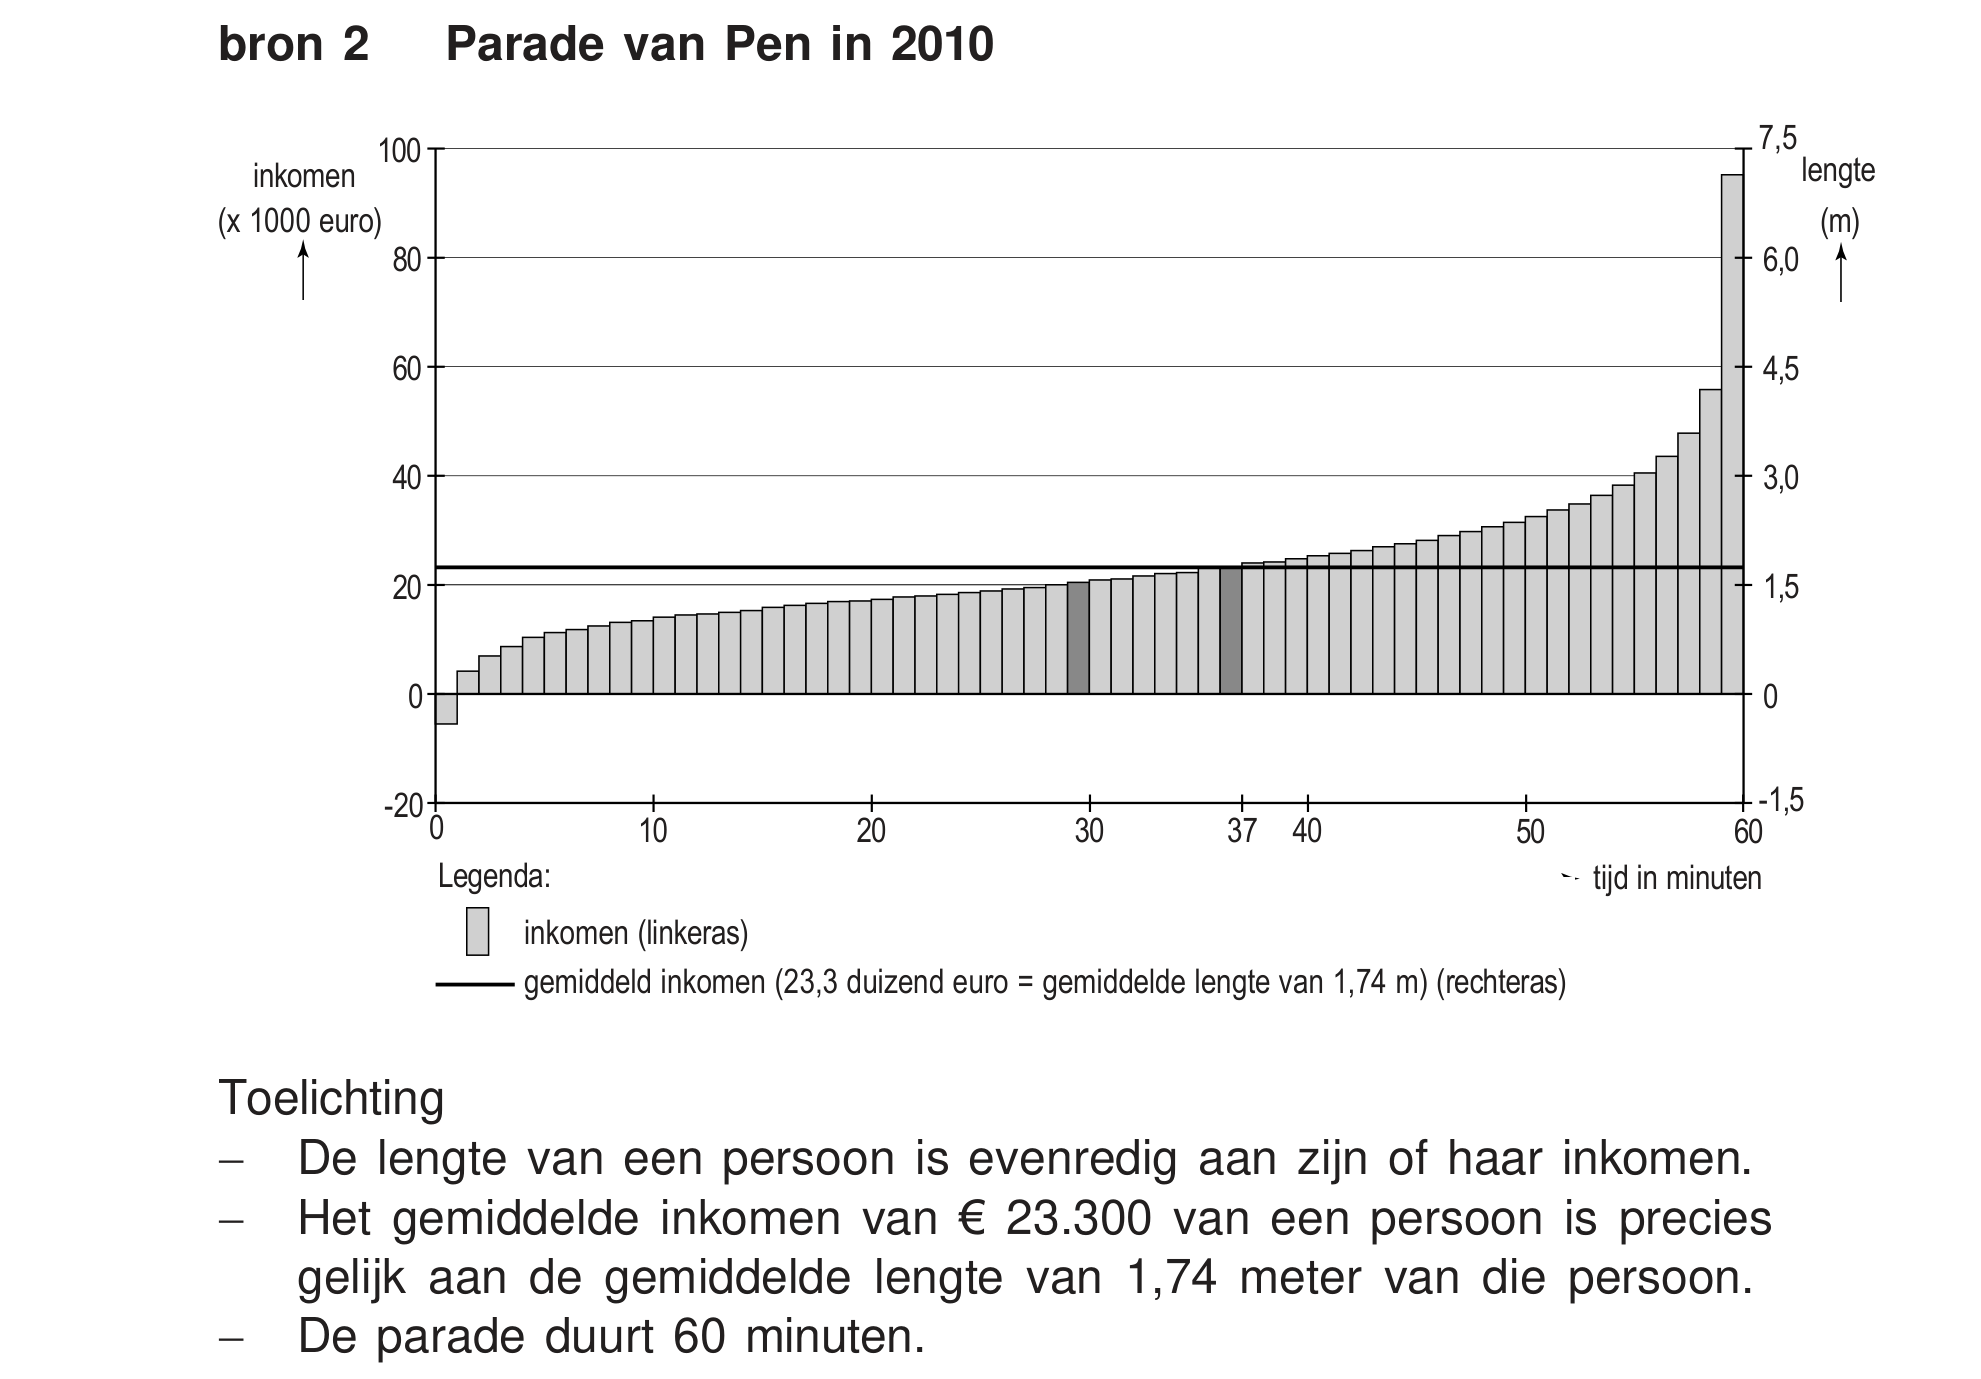 bron 2 Parade van Pen in 2010
inkomen
(x 1000 euro)
100
80
60
40
20
0
-20
7,5
6,0
4,5
3,0
1,5
0
-1,5
lengte
(m)
0 10 20 30 37 40 50 60
tijd in minuten
Legenda:
inkomen (linkeras)
gemiddeld inkomen (23,3 duizend euro = gemiddelde lengte van 1,74 m) (rechteras)
Toelichting
– De lengte van een persoon is evenredig aan zijn of haar inkomen.
– Het gemiddelde inkomen van € 23.300 van een persoon is precies
gelijk aan de gemiddelde lengte van 1,74 meter van die persoon.
– De parade duurt 60 minuten.